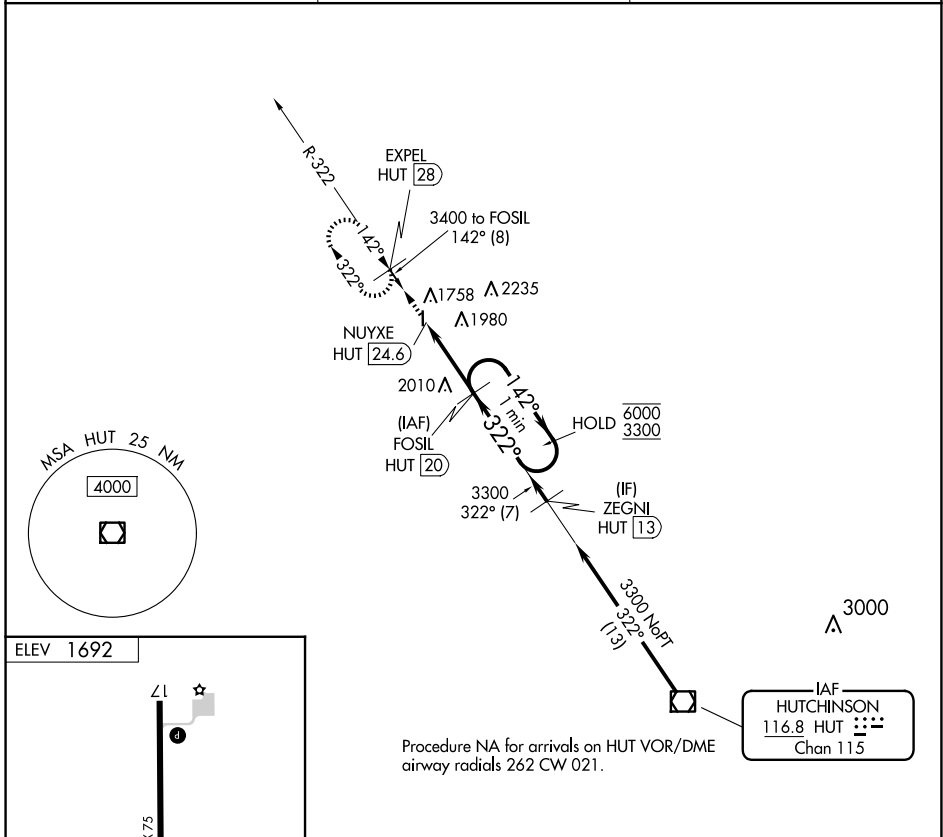 R-322
EXPEL
HUT 28
3400 to FOSIL
142° (8)
142°
322°
1758
2235
1980
NUYXE
HUT 24.6
2010
(IAF)
FOSIL
HUT 20
142°
1 min
322°
HOLD 6000
3300
3300
322° (7)
(IF)
ZEGNI
HUT 13
MSA HUT 25 NM
4000
3300 NoPT
322°
(13)
3000
IAF
HUTCHINSON
116.8 HUT
Chan 115
Procedure NA for arrivals on HUT VOR/DME
airway radials 262 CW 021.
ELEV 1692
17
P
X 75